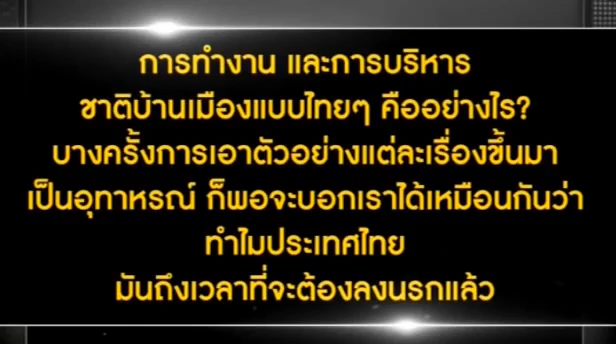 การทำงาน และการบริหาร
ชาติบ้านเมืองแบบไทยๆ คืออย่างไร?
บางครั้งการเอาตัวอย่างแต่ละเรื่องขึ้นมา
เป็นอุทาหรณ์ ก็พอจะบอกเราได้เหมือนกันว่า
ทำไมประเทศไทย
มันถึงเวลาที่จะต้องลงนรกแล้ว